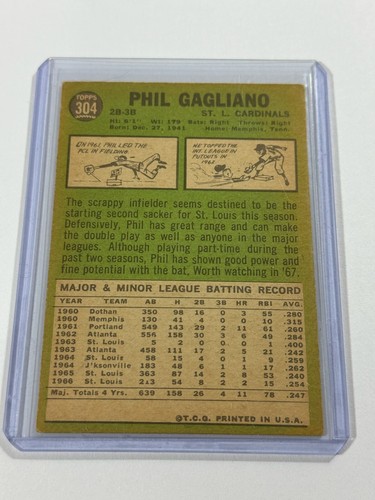 TOPPS
304
PHIL GAGLIANO
2B-3B ST. L. CARDINALS
Ht: 6'1" Wt: 179 Bats: Right Throws: Right
Born: Dec. 27, 1941 Home: Memphis, Tenn.
IN 1961 PHIL LED THE
PCL IN FIELDING
HE TOPPED THE
INT. LEAGUE IN
PUTOUTS IN
1962
The scrappy infielder seems destined to be the
starting second sacker for St. Louis this season.
Defensively, Phil has great range and can make
the double play as well as anyone in the major
leagues. Although playing part-time during the
past two seasons, Phil has shown good power and
fine potential with the bat. Worth watching in '67.
MAJOR & MINOR LEAGUE BATTING RECORD
YEAR TEAM AB H 2B 3B HR RBI AVG.
1960 Dothan 350 98 16 0 3 55 .280
1960 Memphis 130 41 4 0 0 10 .315
1961 Portland 549 143 29 2 11 61 .260
1962 Atlanta 556 158 30 3 6 49 .284
1963 St. Louis 5 2 0 0 0 1 .400
1963 Atlanta 458 111 17 2 5 21 .242
1964 St. Louis 58 15 4 0 1 9 .259
1964 J'ksonville 183 48 6 1 1 17 .262
1965 St. Louis 363 87 14 2 8 53 .240
1966 St. Louis 213 54 8 2 2 15 .254
Maj. Totals 4 Yrs. 639 158 26 4 11 78 .247
©T.C.G. PRINTED IN U.S.A.